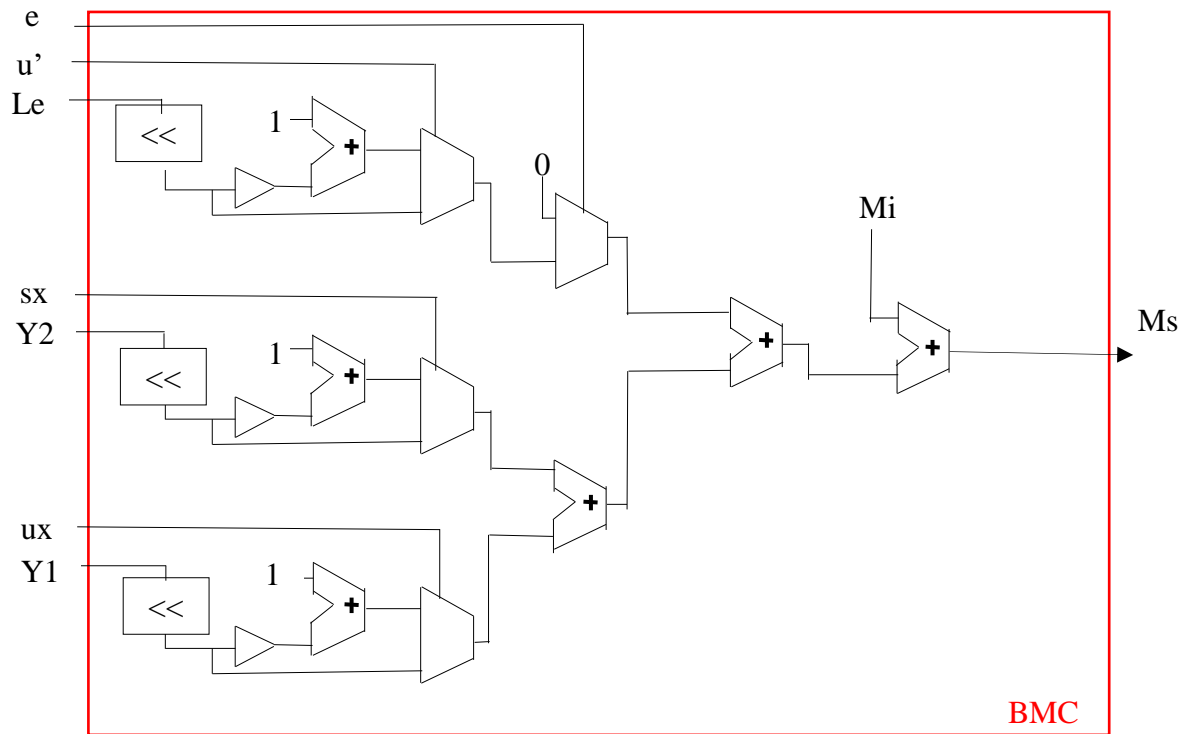 e
u’
Le
<<
1
+
0
Mi
sx
Y2
<<
1
+
+
+
Ms
ux
Y1
<<
1
+
+
BMC